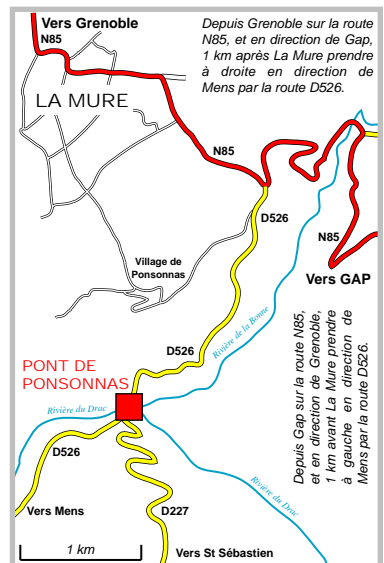 Vers Grenoble
N85
Depuis Grenoble sur la route
N85, et en direction de Gap,
1 km après La Mure prendre
à droite en direction de
Mens par la route D526.
LA MURE
N85
D526
N85
Village de
Ponsonnas
Vers GAP
Rivière de la Bonne
D526
Depuis Gap sur la route N85,
et en direction de Grenoble,
1 km avant La Mure prendre
à gauche en direction de
Mens par la route D526.
PONT DE
PONSONNAS
Rivière du Drac
D526
Rivière du Drac
Vers Mens
D227
1 km
Vers St Sébastien